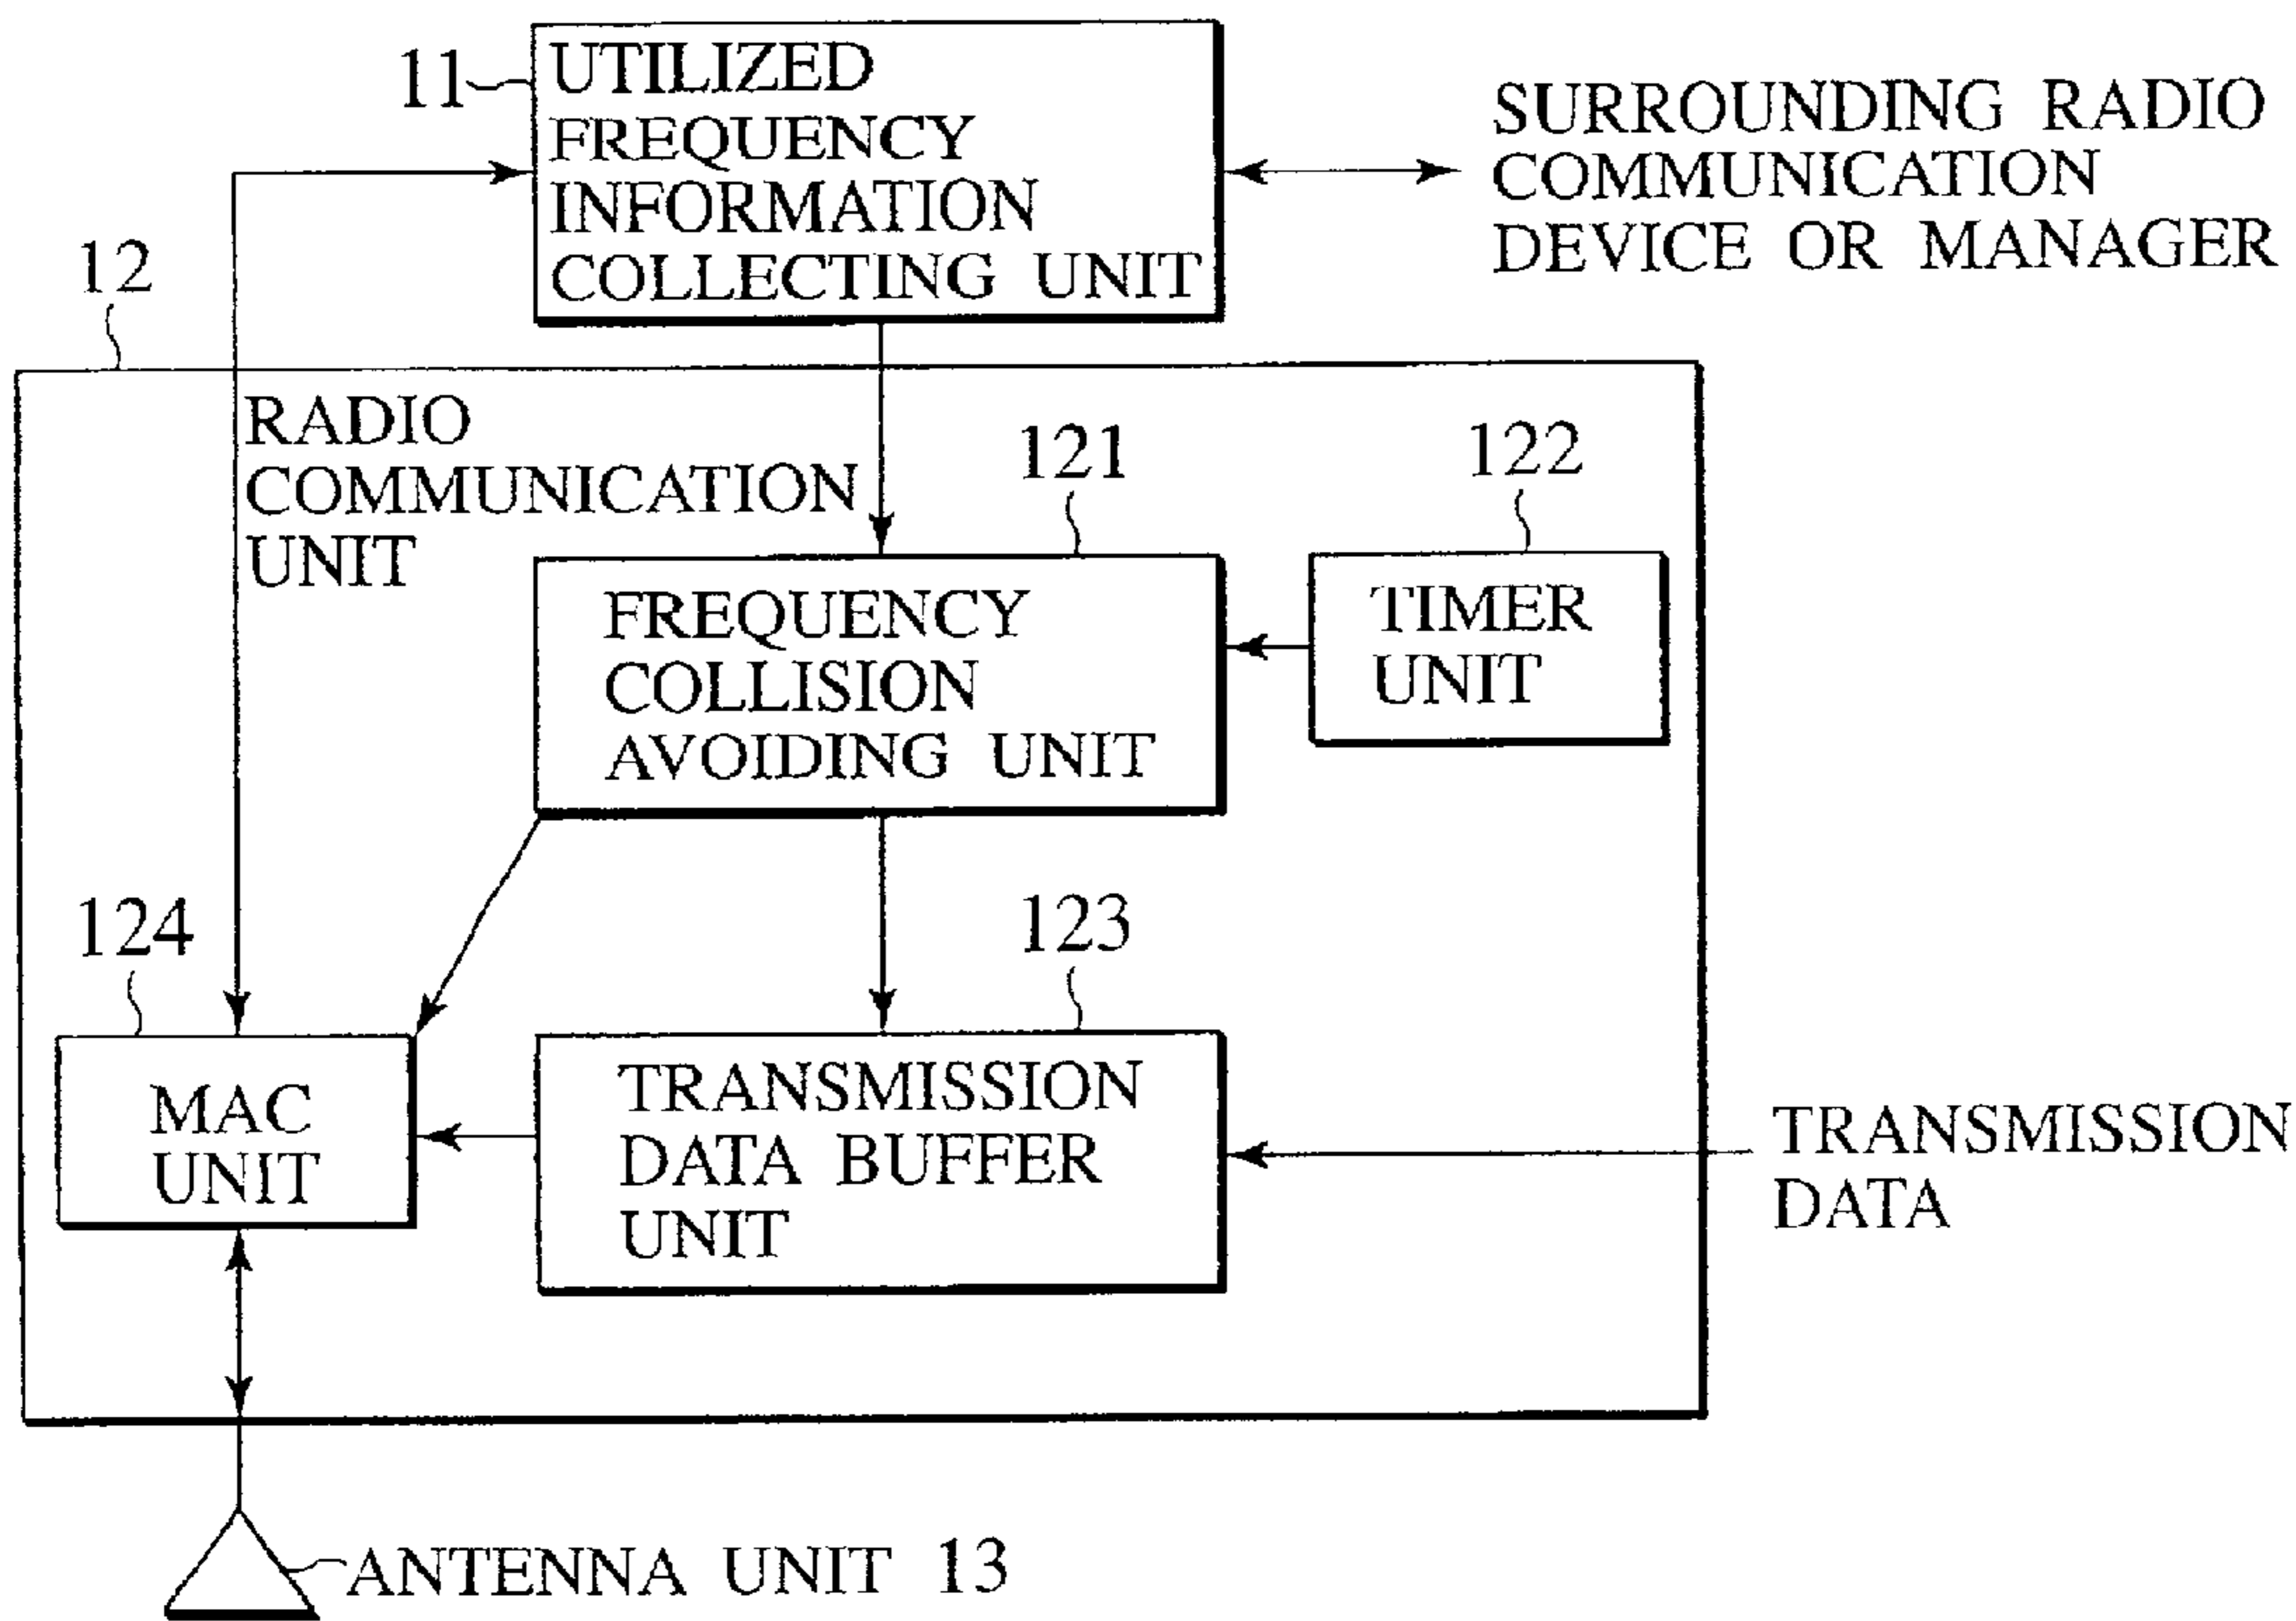 11
UTILIZED
FREQUENCY
INFORMATION
COLLECTING UNIT
SURROUNDING RADIO
COMMUNICATION
DEVICE OR MANAGER
12
RADIO
COMMUNICATION
UNIT
121
FREQUENCY
COLLISION
AVOIDING UNIT
122
TIMER
UNIT
124
MAC
UNIT
123
TRANSMISSION
DATA BUFFER
UNIT
TRANSMISSION
DATA
ANTENNA UNIT 13